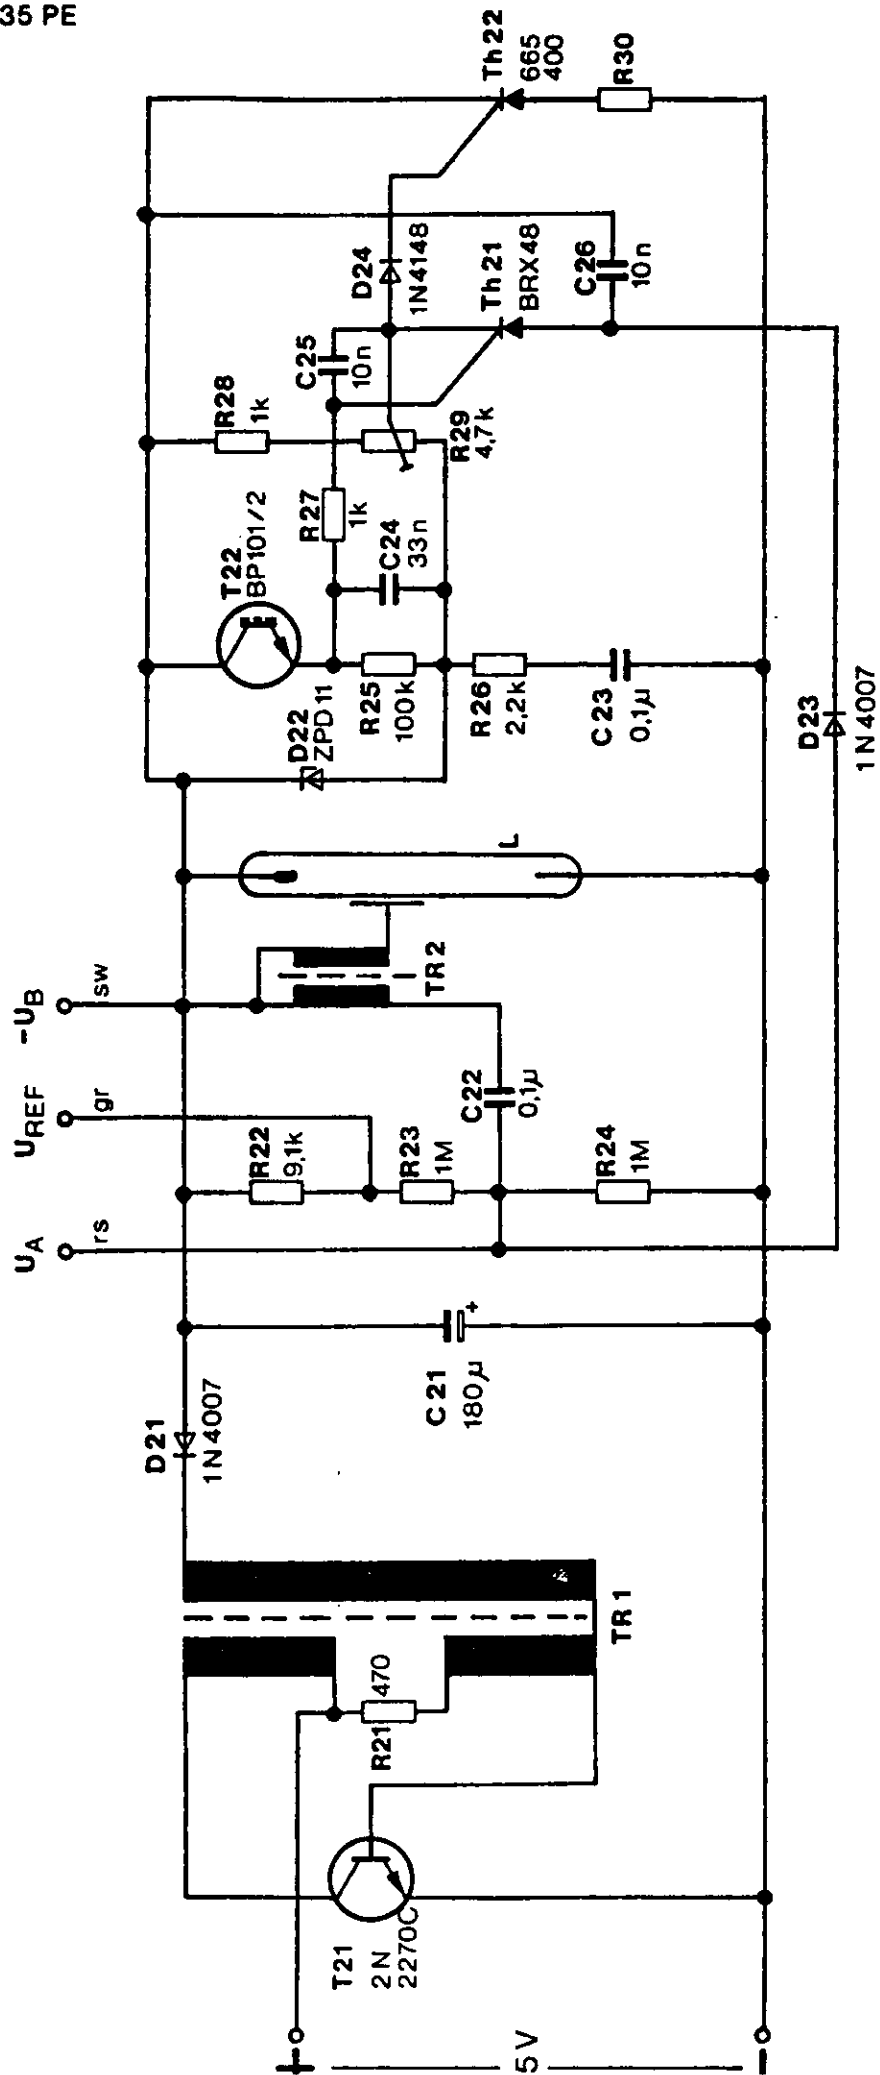 35 PE
U_A
rs
U_REF
gr
-U_B
sw
+
5V
−
T21
2N
2270C
R21
470
TR1
D21
1N4007
C21
180µ
+
R22
9,1k
R23
1M
R24
1M
C22
0,1µ
TR2
L
D22
ZPD11
T22
BP101/2
R25
100k
R26
2,2k
C23
0,1µ
C24
33n
R27
1k
R28
1k
R29
4,7k
C25
10n
D24
1N4148
Th21
BRX48
C26
10n
Th22
665
400
R30
D23
1N4007